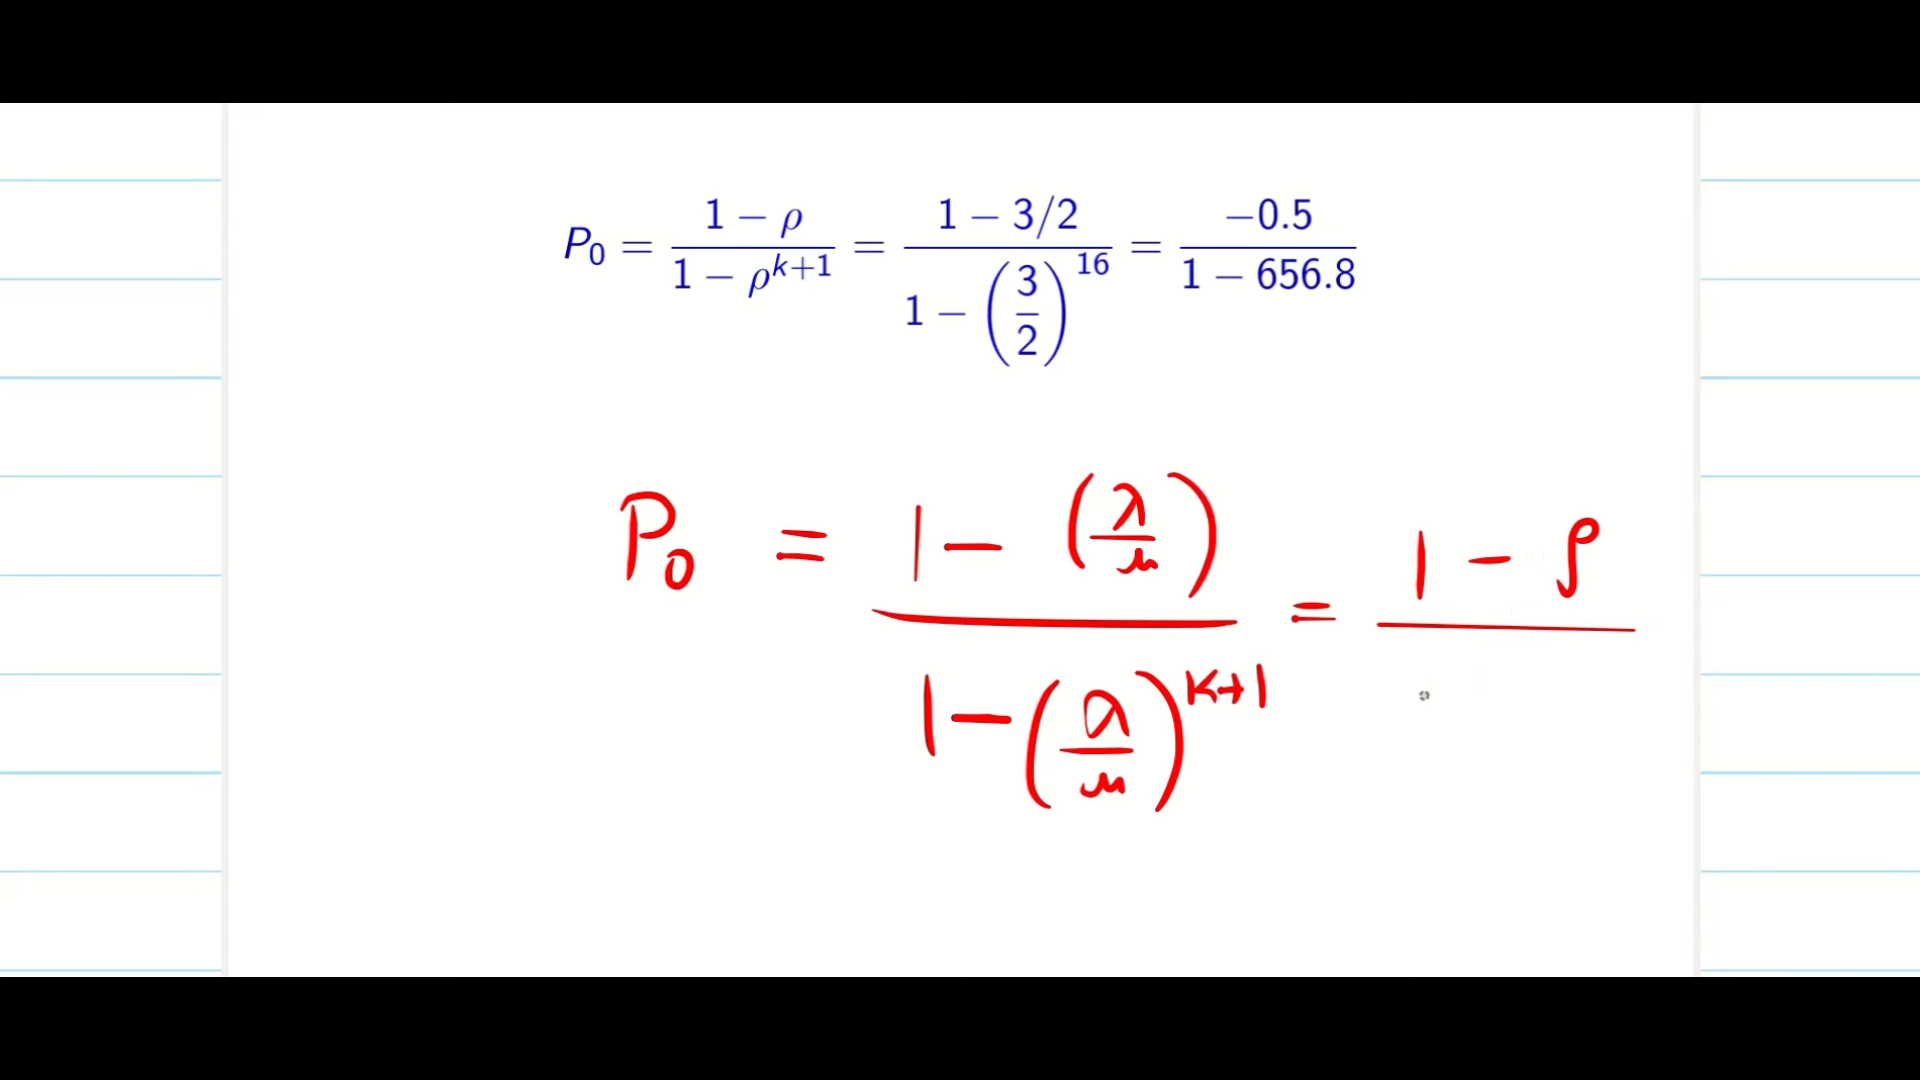 P₀ = (1 − ρ)/(1 − ρᵏ⁺¹) = (1 − 3/2)/(1 − (3/2)¹⁶) = (−0.5)/(1 − 656.8)
P₀ = (1 − (λ/μ))/(1 − (λ/μ)ᵏ⁺¹) = (1 − ρ)/